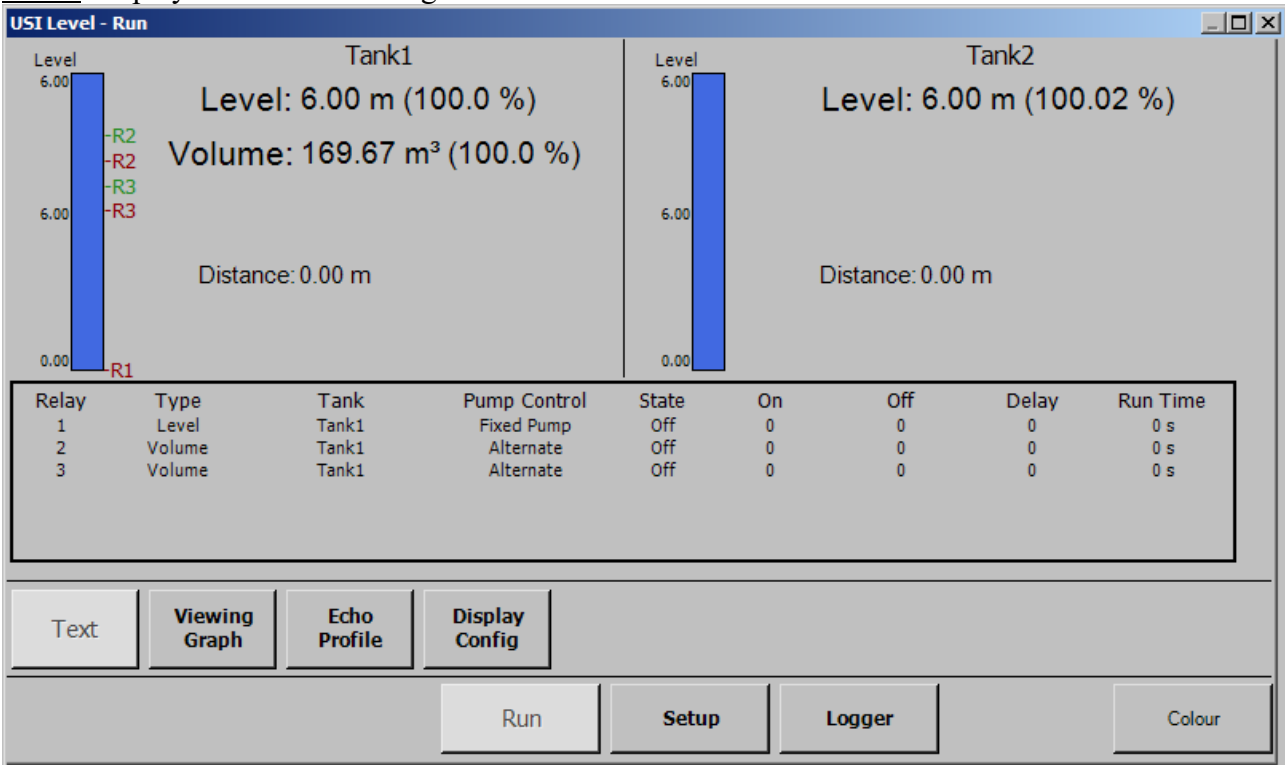 USI Level - Run
Tank1
Level
6.00
Level: 6.00 m (100.0 %)
R2
Volume: 169.67 m³ (100.0 %)
R2
R3
6.00
R3
Distance: 0.00 m
0.00
R1
Tank2
Level
6.00
Level: 6.00 m (100.02 %)
6.00
Distance: 0.00 m
0.00
Relay Type Tank Pump Control State On Off Delay Run Time
1 Level Tank1 Fixed Pump Off 0 0 0 0 s
2 Volume Tank1 Alternate Off 0 0 0 0 s
3 Volume Tank1 Alternate Off 0 0 0 0 s
Text
Viewing
Graph
Echo
Profile
Display
Config
Run
Setup
Logger
Colour